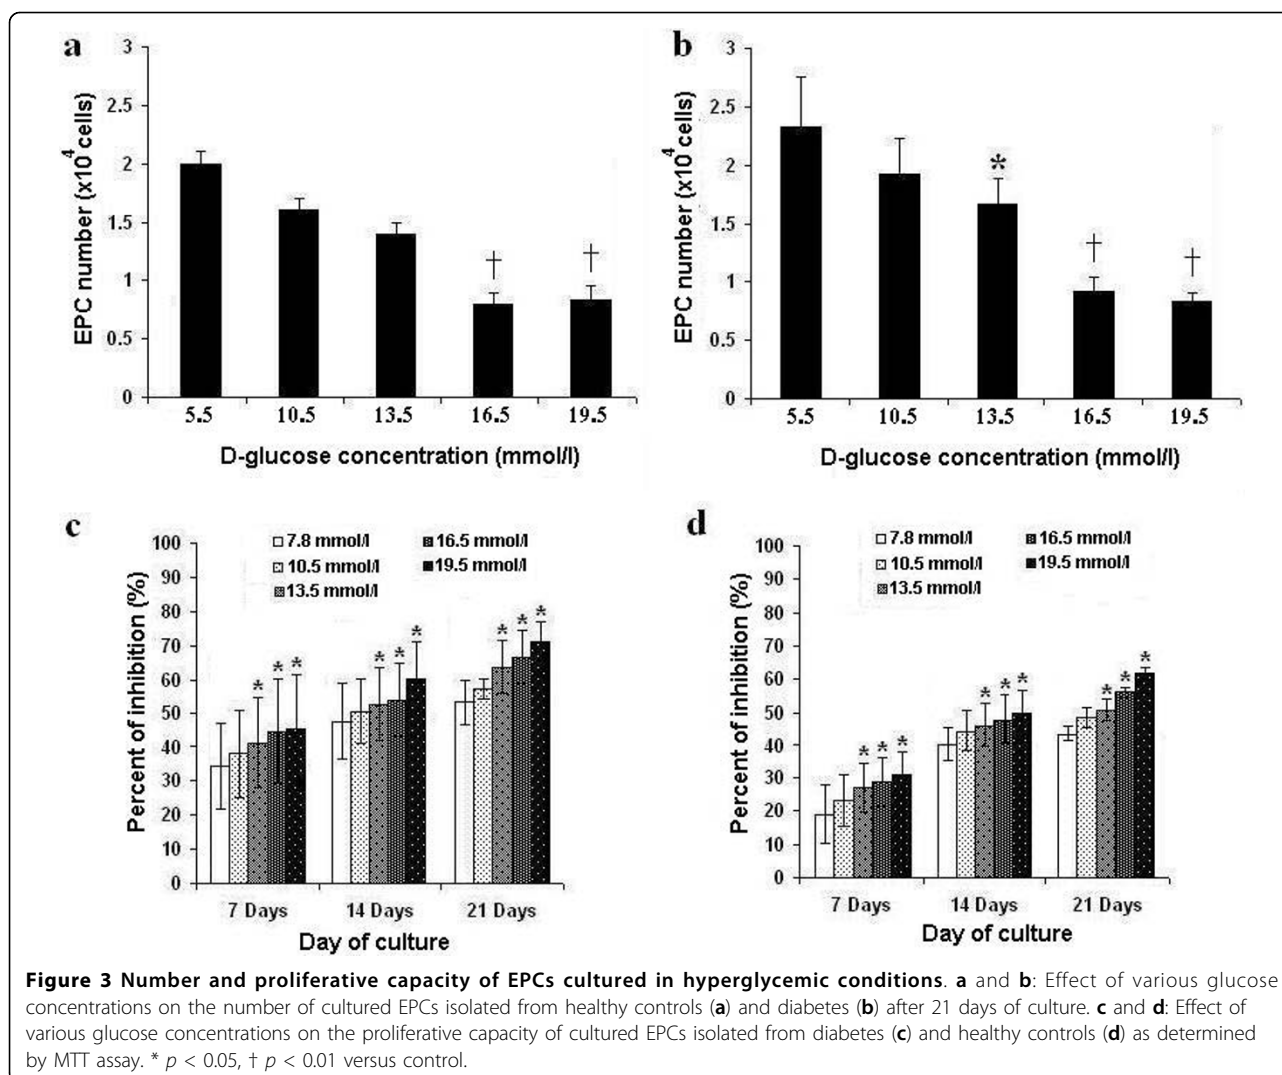 a
3
2.5
2
1.5
1
0.5
0
EPC number (x10⁴ cells)
†
†
5.5 10.5 13.5 16.5 19.5
D-glucose concentration (mmol/l)
b
3
2.5
2
1.5
1
0.5
0
EPC number (x10⁴ cells)
*
†
†
5.5 10.5 13.5 16.5 19.5
D-glucose concentration (mmol/l)
c
7.8 mmol/l 16.5 mmol/l
10.5 mmol/l 19.5 mmol/l
13.5 mmol/l
100
90
80
70
60
50
40
30
20
10
0
Percent of inhibition (%)
* * * * * * * * *
7 Days 14 Days 21 Days
Day of culture
d
7.8 mmol/l 16.5 mmol/l
10.5 mmol/l 19.5 mmol/l
13.5 mmol/l
100
90
80
70
60
50
40
30
20
10
0
Percent of inhibition (%)
* * * * * * * * *
7 Days 14 Days 21 Days
Day of culture
Figure 3 Number and proliferative capacity of EPCs cultured in hyperglycemic conditions. a and b: Effect of various glucose
concentrations on the number of cultured EPCs isolated from healthy controls (a) and diabetes (b) after 21 days of culture. c and d: Effect of
various glucose concentrations on the proliferative capacity of cultured EPCs isolated from diabetes (c) and healthy controls (d) as determined
by MTT assay. * p < 0.05, † p < 0.01 versus control.